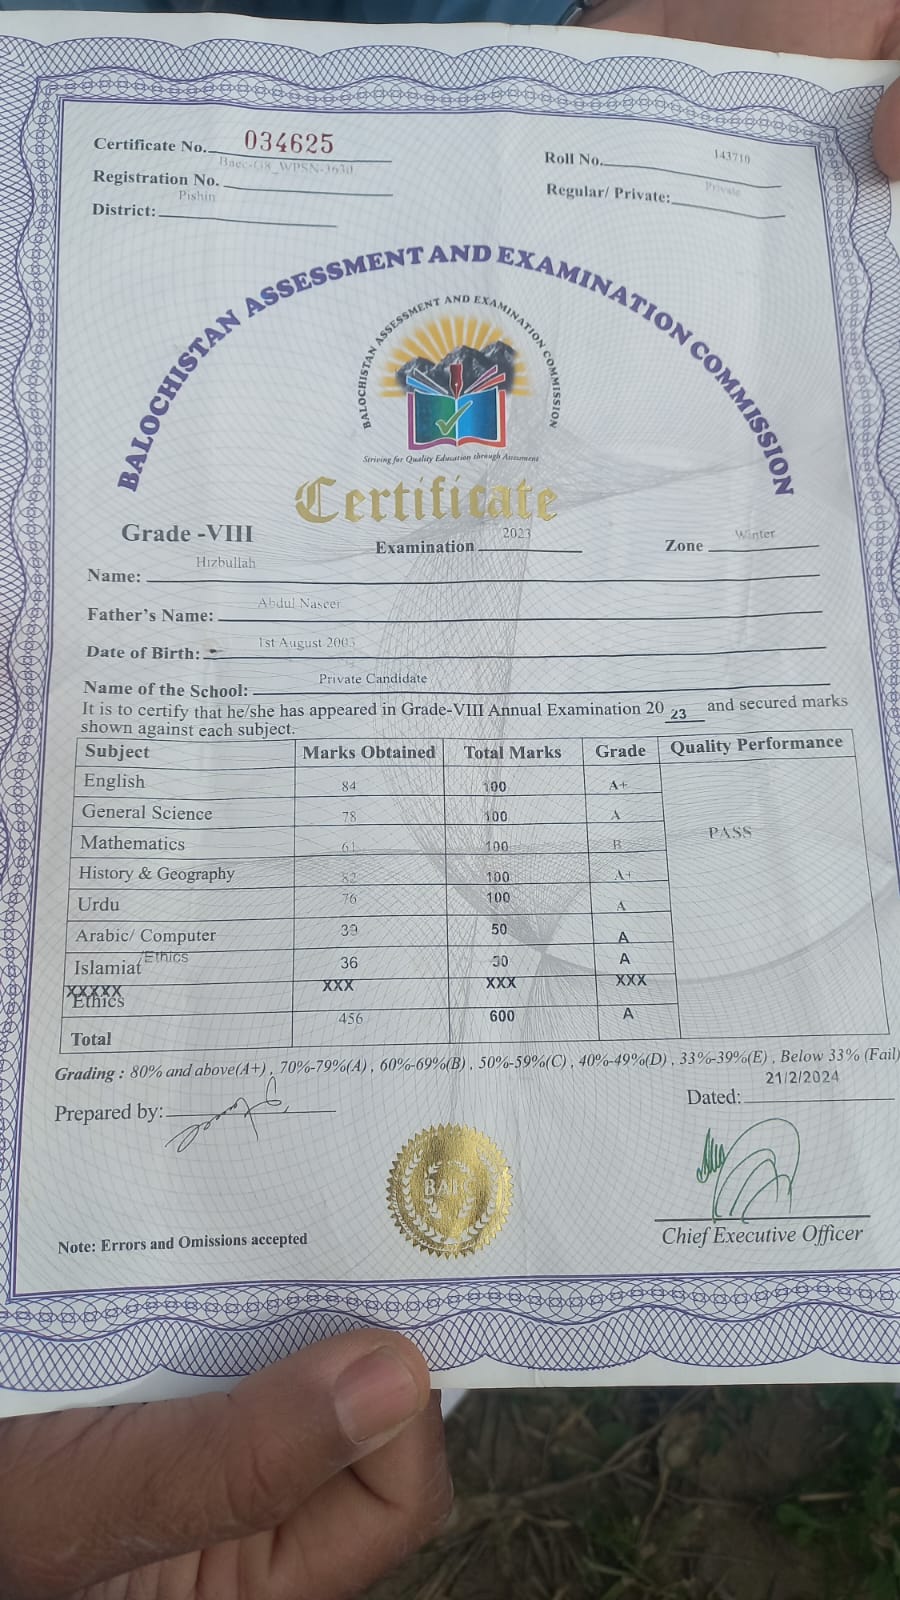 Certificate No. 034625
Roll No. 143710
Registration No. Baec-G8_WPSN-3630
Regular/ Private: Private
District: Pishin
BALOCHISTAN ASSESSMENT AND EXAMINATION COMMISSION
BALOCHISTAN ASSESSMENT AND EXAMINATION COMMISSION
Striving for Quality Education through Assessment
Certificate
Grade -VIII
Examination 2023
Zone Winter
Name: Hizbullah
Father's Name: Abdul Naseer
Date of Birth: 1st August
Name of the School: Private Candidate
It is to certify that he/she has appeared in Grade-VIII Annual Examination 20 23 and secured marks
shown against each subject.
Subject Marks Obtained Total Marks Grade Quality Performance
English 84 100 A+
General Science 78 100 A
PASS
Mathematics 61 100 B
History & Geography 82 100 A+
Urdu 76 100 A
Arabic/ Computer 39 50 A
Islamiat /Ethics 36 A
XXXXX XXX XXX XXX
Ethics
Total 456 600 A
Grading : 80% and above(A+) , 70%-79%(A) , 60%-69%(B) , 50%-59%(C) , 40%-49%(D) , 33%-39%(E) , Below 33% (Fail)
Prepared by:
Dated: 21/2/2024
Note: Errors and Omissions accepted
Chief Executive Officer